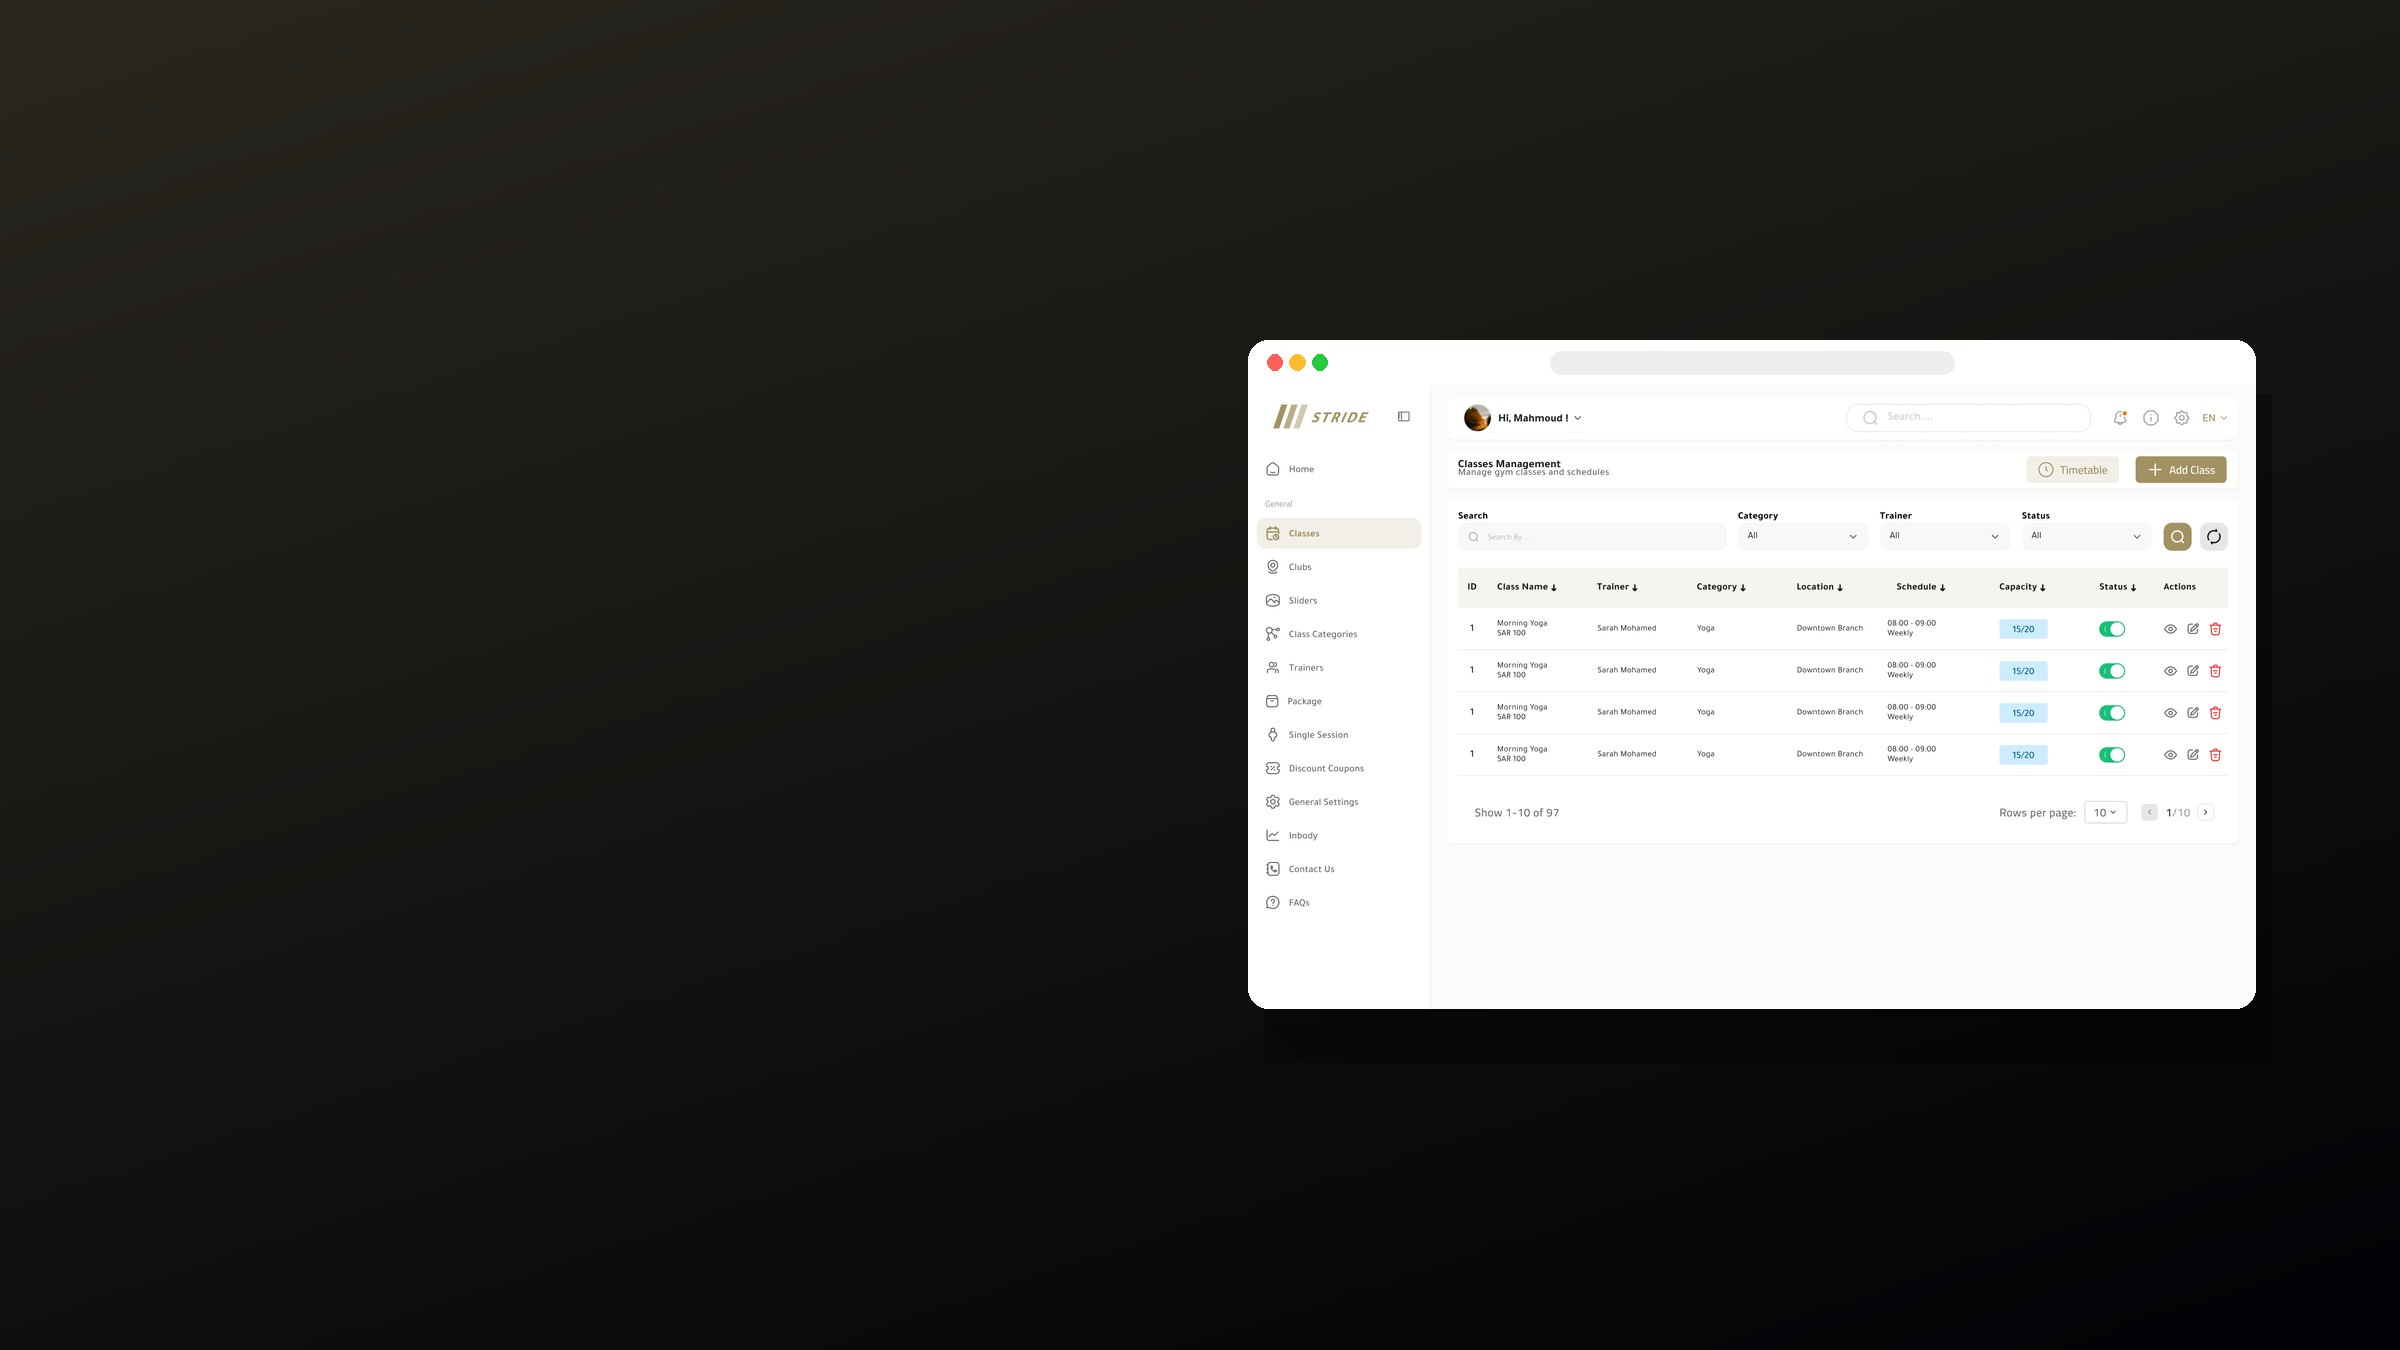 STRIDE
Hi, Mahmoud !
Search....
EN
Home
General
Classes
Clubs
Sliders
Class Categories
Trainers
Package
Single Session
Discount Coupons
General Settings
Inbody
Contact Us
FAQs
Classes Management
Manage gym classes and schedules
Timetable
Add Class
Search Category Trainer Status
Search By .... All All All
ID Class Name Trainer Category Location Schedule Capacity Status Actions
1 Morning Yoga Sarah Mohamed Yoga Downtown Branch 08:00 - 09:00 15/20
SAR 100 Weekly
1 Morning Yoga Sarah Mohamed Yoga Downtown Branch 08:00 - 09:00 15/20
SAR 100 Weekly
1 Morning Yoga Sarah Mohamed Yoga Downtown Branch 08:00 - 09:00 15/20
SAR 100 Weekly
1 Morning Yoga Sarah Mohamed Yoga Downtown Branch 08:00 - 09:00 15/20
SAR 100 Weekly
Show 1-10 of 97 Rows per page: 10 1/10